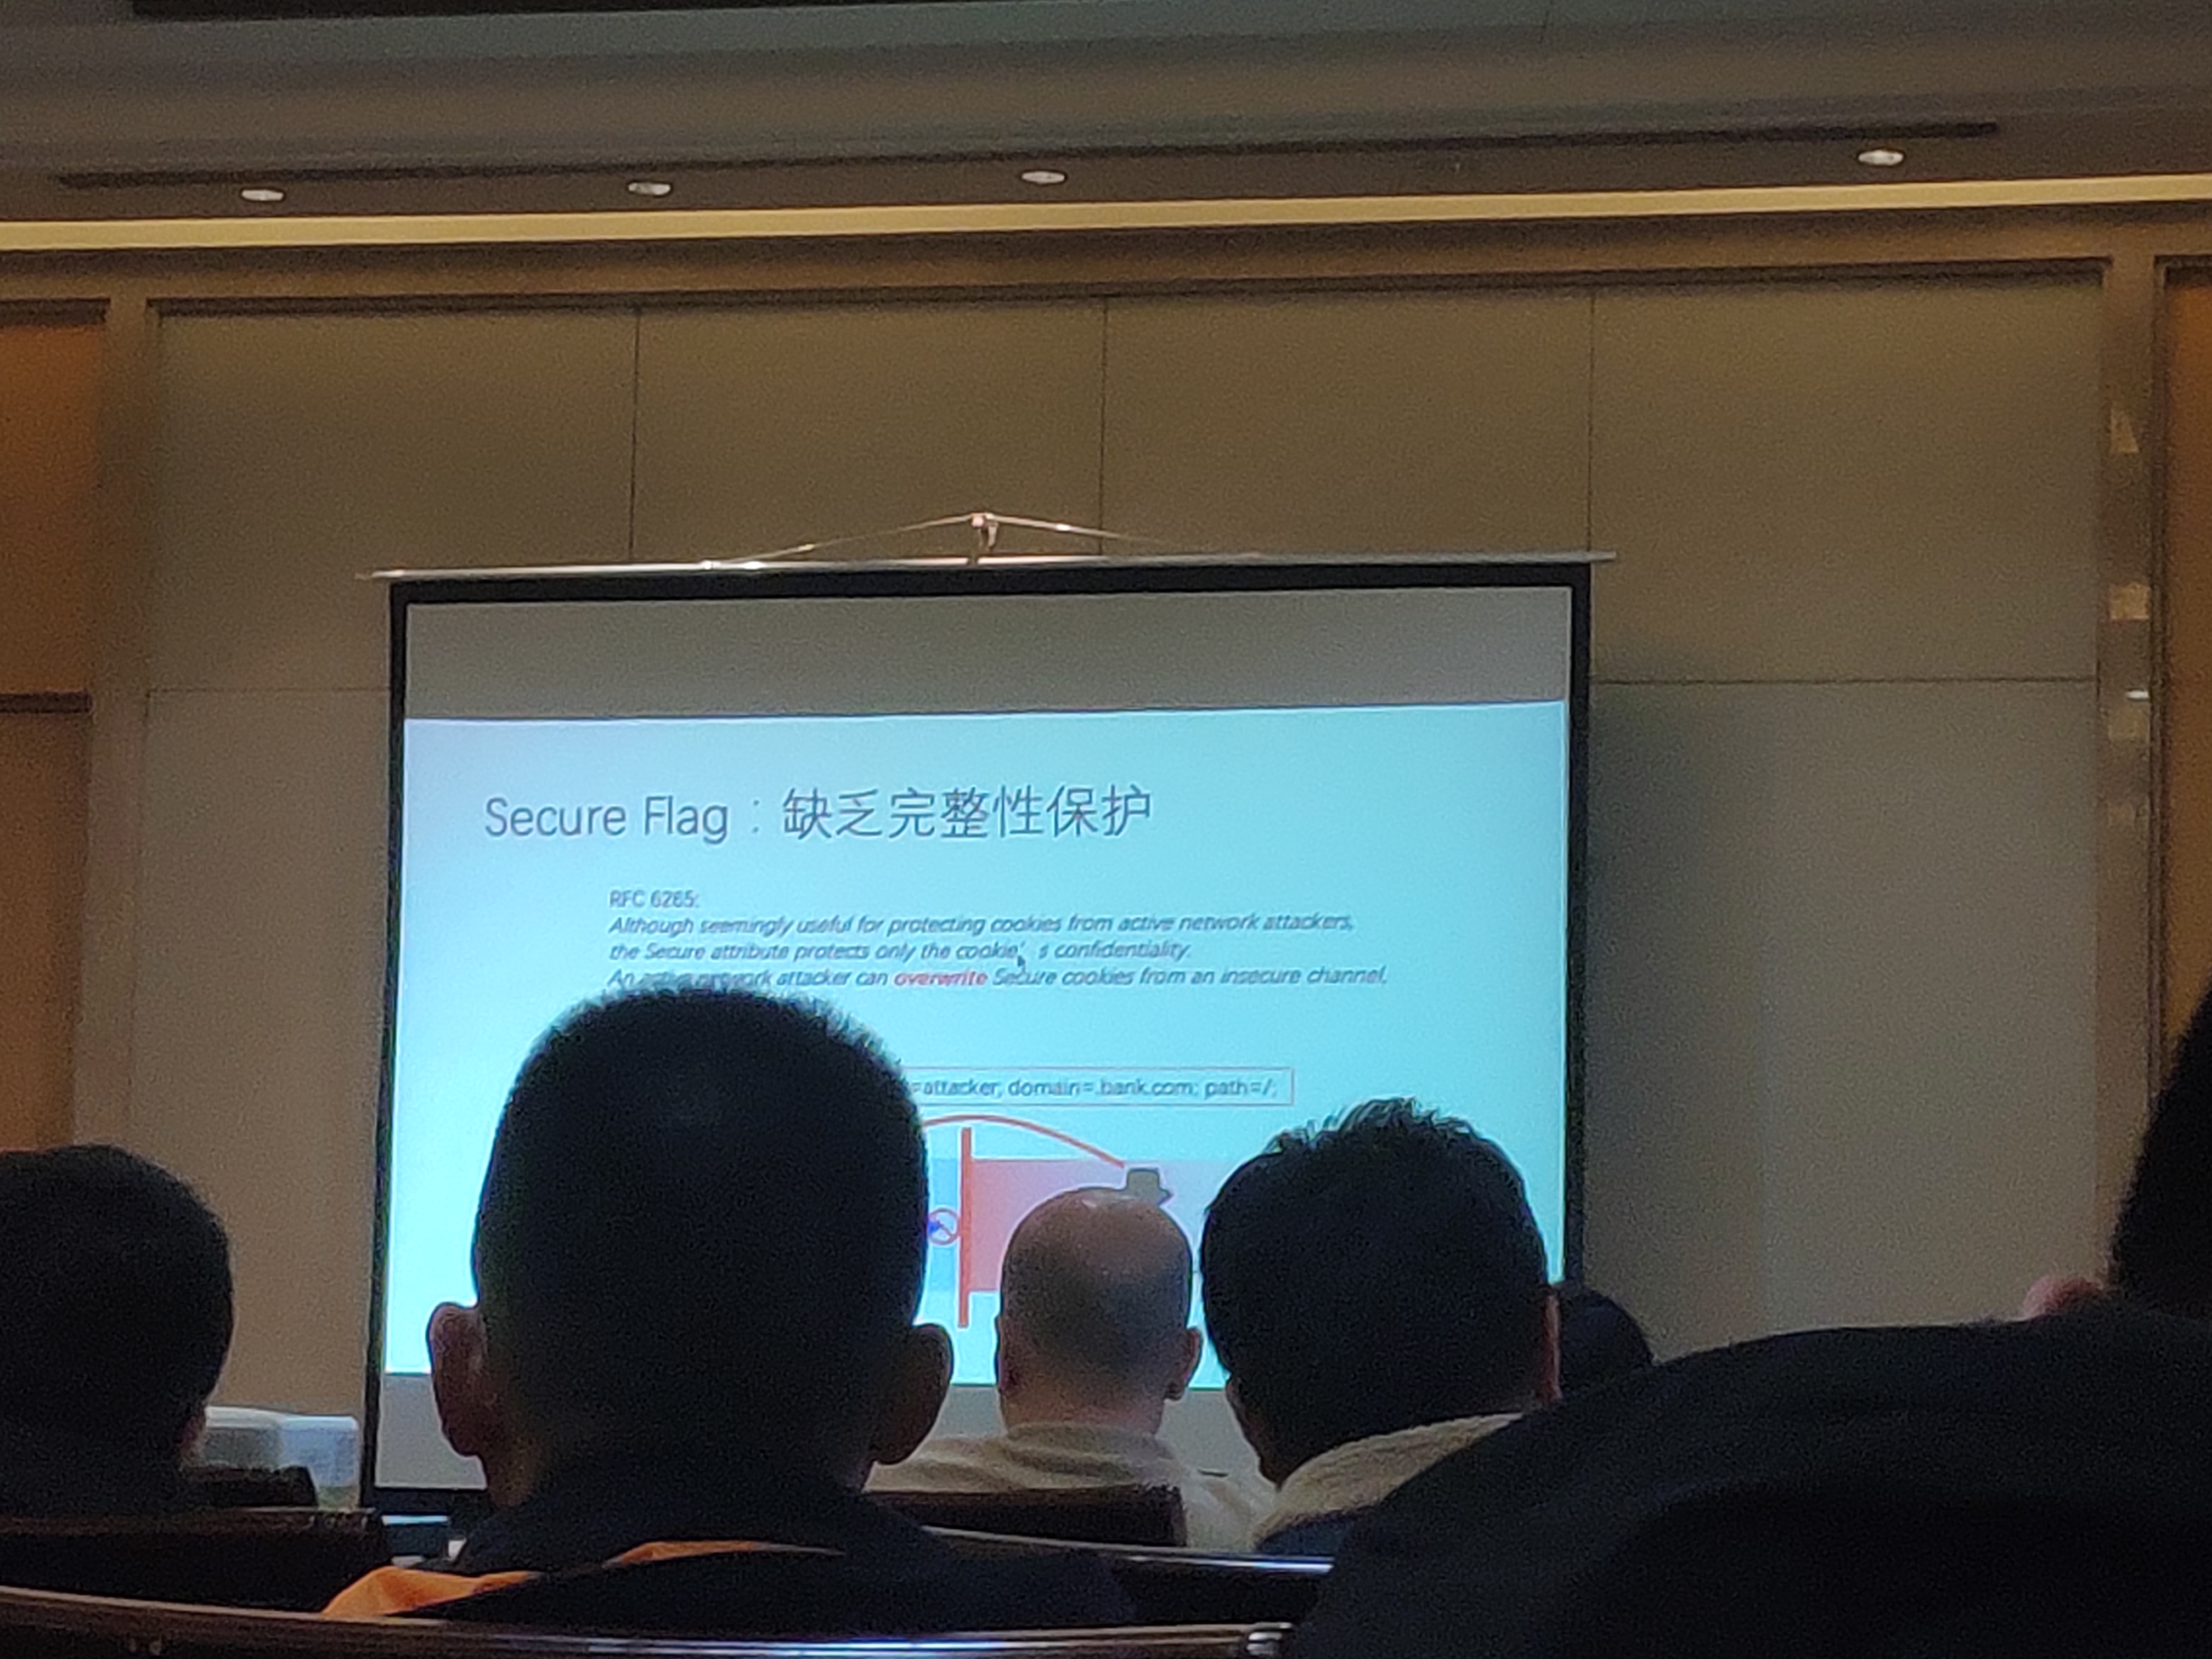 Secure Flag：缺乏完整性保护
RFC 6265:
Although seemingly useful for protecting cookies from active network attackers,
the Secure attribute protects only the cookie’ s confidentiality.
An active network attacker can overwrite Secure cookies from an insecure channel.
=attacker; domain=.bank.com; path=/;